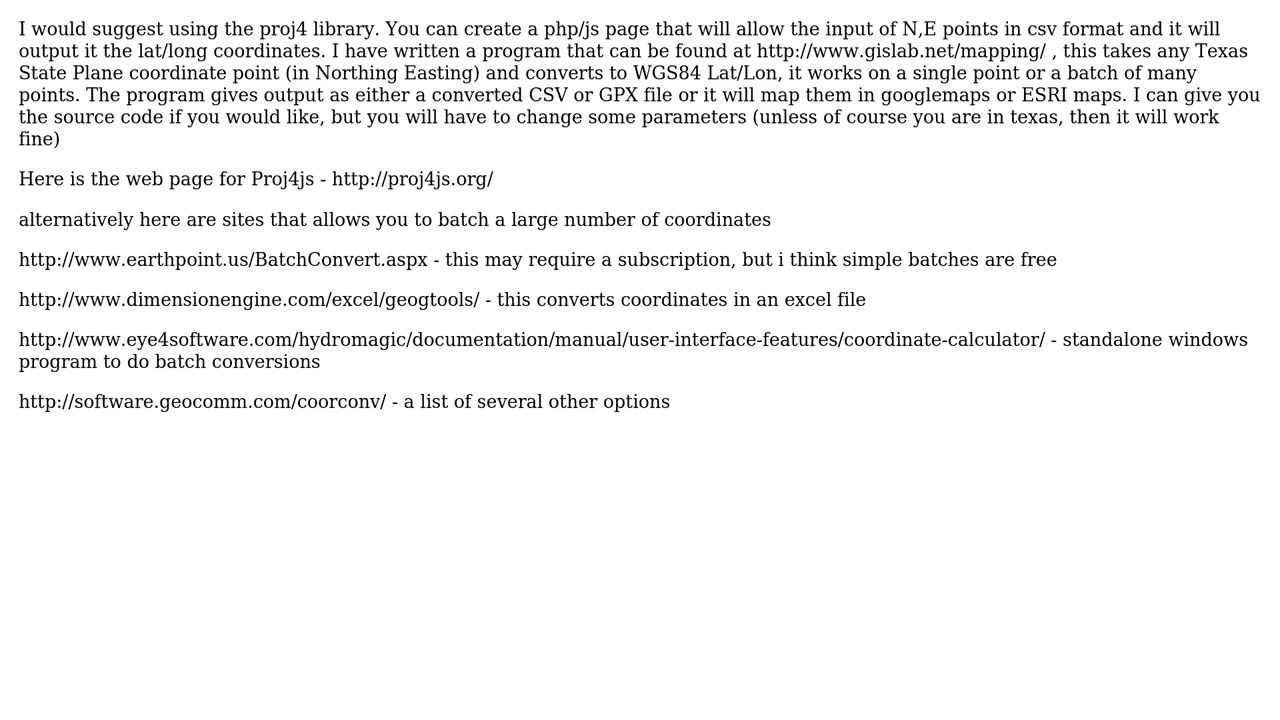 I would suggest using the proj4 library. You can create a php/js page that will allow the input of N,E points in csv format and it will
output it the lat/long coordinates. I have written a program that can be found at http://www.gislab.net/mapping/ , this takes any Texas
State Plane coordinate point (in Northing Easting) and converts to WGS84 Lat/Lon, it works on a single point or a batch of many
points. The program gives output as either a converted CSV or GPX file or it will map them in googlemaps or ESRI maps. I can give you
the source code if you would like, but you will have to change some parameters (unless of course you are in texas, then it will work
fine)
Here is the web page for Proj4js - http://proj4js.org/
alternatively here are sites that allows you to batch a large number of coordinates
http://www.earthpoint.us/BatchConvert.aspx - this may require a subscription, but i think simple batches are free
http://www.dimensionengine.com/excel/geogtools/ - this converts coordinates in an excel file
http://www.eye4software.com/hydromagic/documentation/manual/user-interface-features/coordinate-calculator/ - standalone windows
program to do batch conversions
http://software.geocomm.com/coorconv/ - a list of several other options